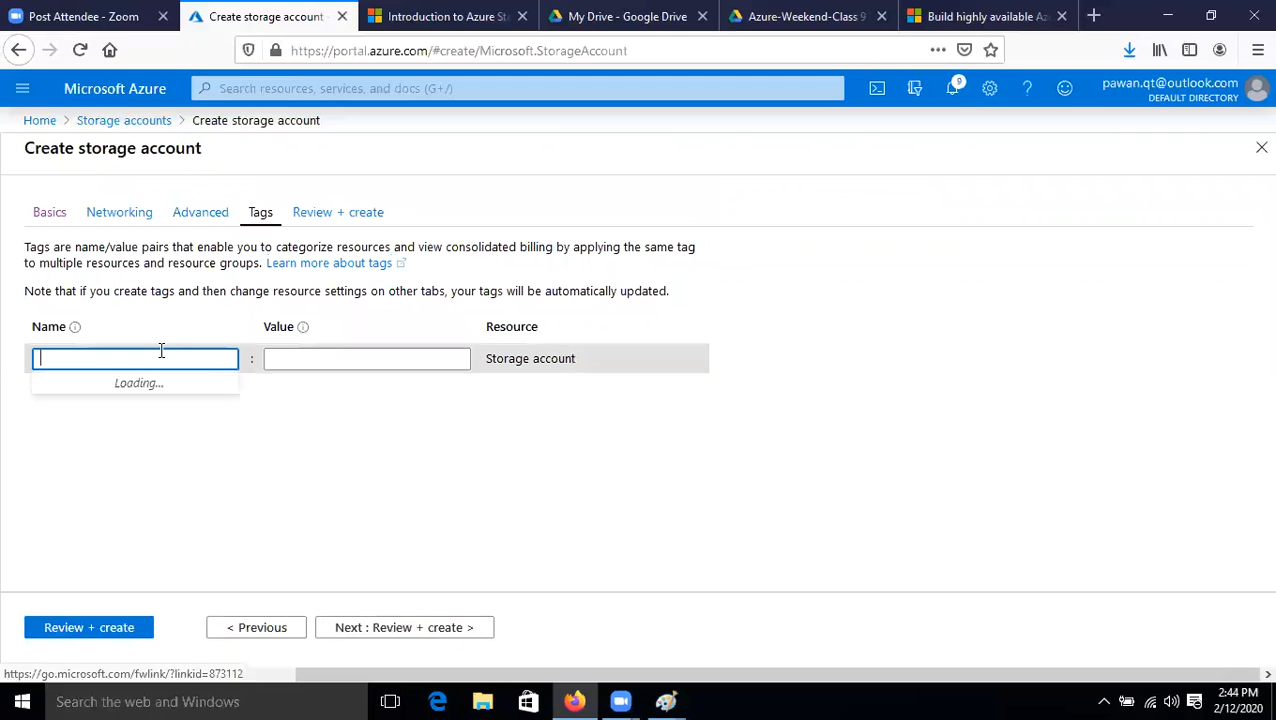 Post Attendee - Zoom
Create storage account
Introduction to Azure St
My Drive - Google Drive
Azure-Weekend-Class 9
Build highly available Az
https://portal.azure.com/#create/Microsoft.StorageAccount
Microsoft Azure
Search resources, services, and docs (G+/)
9
pawan.qt@outlook.com
DEFAULT DIRECTORY
Home > Storage accounts > Create storage account
Create storage account
Basics Networking Advanced Tags Review + create
Tags are name/value pairs that enable you to categorize resources and view consolidated billing by applying the same tag
to multiple resources and resource groups. Learn more about tags
Note that if you create tags and then change resource settings on other tabs, your tags will be automatically updated.
Name Value Resource
: Storage account
Loading...
Review + create < Previous Next : Review + create >
https://go.microsoft.com/fwlink/?linkid=873112
Search the web and Windows
2:44 PM
2/12/2020